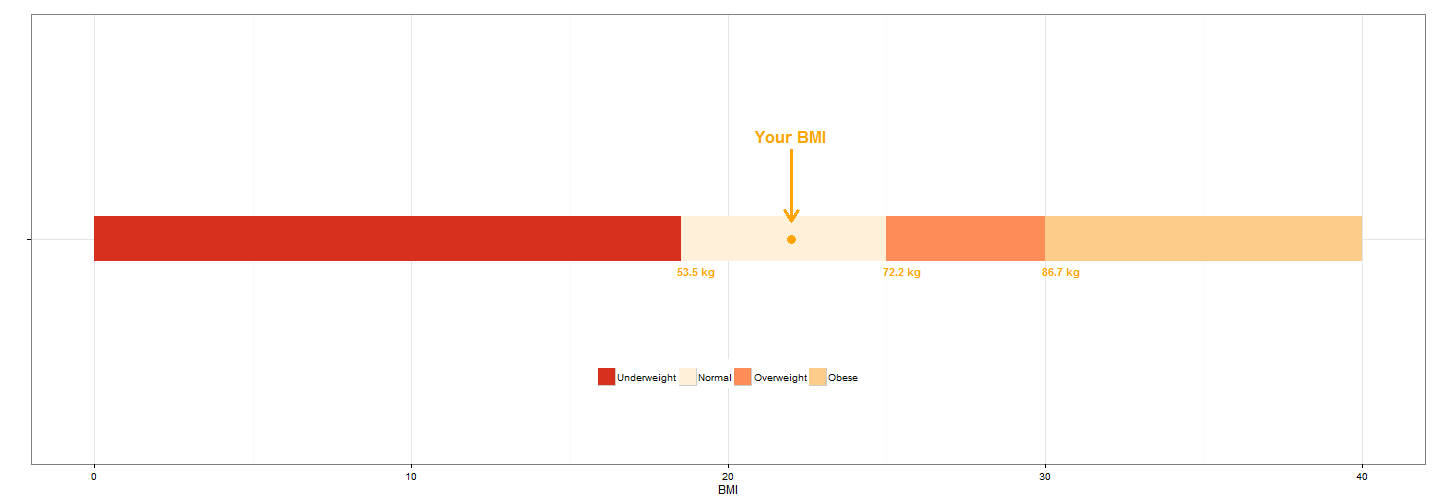 Your BMI
53.5 kg 72.2 kg 86.7 kg
Underweight Normal Overweight Obese
0 10 20 30 40
BMI